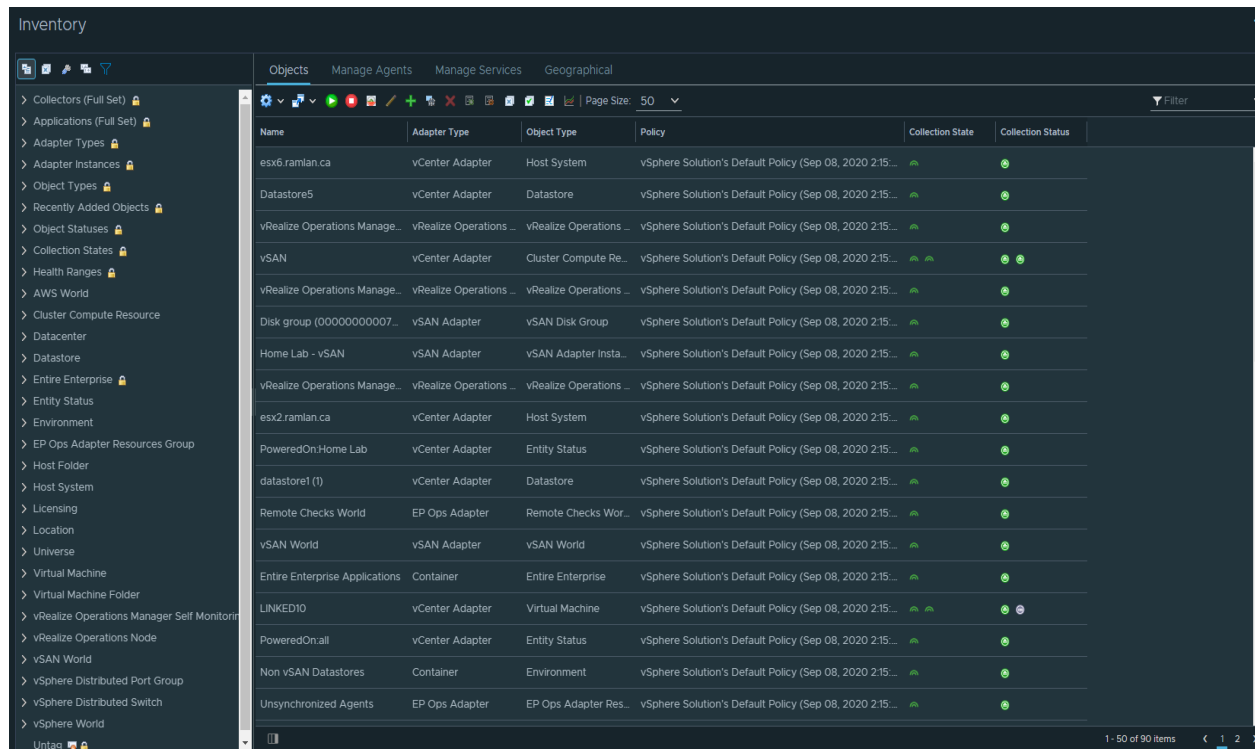 Inventory
Objects Manage Agents Manage Services Geographical
Collectors (Full Set)
Applications (Full Set)
Adapter Types
Adapter Instances
Object Types
Recently Added Objects
Object Statuses
Collection States
Health Ranges
AWS World
Cluster Compute Resource
Datacenter
Datastore
Entire Enterprise
Entity Status
Environment
EP Ops Adapter Resources Group
Host Folder
Host System
Licensing
Location
Universe
Virtual Machine
Virtual Machine Folder
vRealize Operations Manager Self Monitorin
vRealize Operations Node
vSAN World
vSphere Distributed Port Group
vSphere Distributed Switch
vSphere World
Untag
Page Size: 50 Filter
Name Adapter Type Object Type Policy Collection State Collection Status
esx6.ramlan.ca vCenter Adapter Host System vSphere Solution's Default Policy (Sep 08, 2020 2:15:...
Datastore5 vCenter Adapter Datastore vSphere Solution's Default Policy (Sep 08, 2020 2:15:...
vRealize Operations Manage... vRealize Operations ... vRealize Operations ... vSphere Solution's Default Policy (Sep 08, 2020 2:15:...
vSAN vCenter Adapter Cluster Compute Re... vSphere Solution's Default Policy (Sep 08, 2020 2:15:...
vRealize Operations Manage... vRealize Operations ... vRealize Operations ... vSphere Solution's Default Policy (Sep 08, 2020 2:15:...
Disk group (00000000007... vSAN Adapter vSAN Disk Group vSphere Solution's Default Policy (Sep 08, 2020 2:15:...
Home Lab - vSAN vSAN Adapter vSAN Adapter Insta... vSphere Solution's Default Policy (Sep 08, 2020 2:15:...
vRealize Operations Manage... vRealize Operations ... vRealize Operations ... vSphere Solution's Default Policy (Sep 08, 2020 2:15:...
esx2.ramlan.ca vCenter Adapter Host System vSphere Solution's Default Policy (Sep 08, 2020 2:15:...
PoweredOn:Home Lab vCenter Adapter Entity Status vSphere Solution's Default Policy (Sep 08, 2020 2:15:...
datastore1 (1) vCenter Adapter Datastore vSphere Solution's Default Policy (Sep 08, 2020 2:15:...
Remote Checks World EP Ops Adapter Remote Checks Wor... vSphere Solution's Default Policy (Sep 08, 2020 2:15:...
vSAN World vSAN Adapter vSAN World vSphere Solution's Default Policy (Sep 08, 2020 2:15:...
Entire Enterprise Applications Container Entire Enterprise vSphere Solution's Default Policy (Sep 08, 2020 2:15:...
LINKED10 vCenter Adapter Virtual Machine vSphere Solution's Default Policy (Sep 08, 2020 2:15:...
PoweredOn:all vCenter Adapter Entity Status vSphere Solution's Default Policy (Sep 08, 2020 2:15:...
Non vSAN Datastores Container Environment vSphere Solution's Default Policy (Sep 08, 2020 2:15:...
Unsynchronized Agents EP Ops Adapter EP Ops Adapter Res... vSphere Solution's Default Policy (Sep 08, 2020 2:15:...
1 - 50 of 90 items 1 2